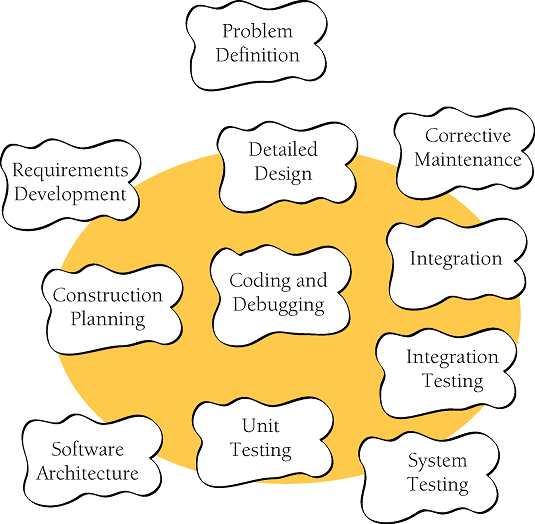 Problem
Definition
Detailed
Design
Corrective
Maintenance
Requirements
Development
Integration
Construction
Planning
Coding and
Debugging
Integration
Testing
Software
Architecture
Unit
Testing
System
Testing